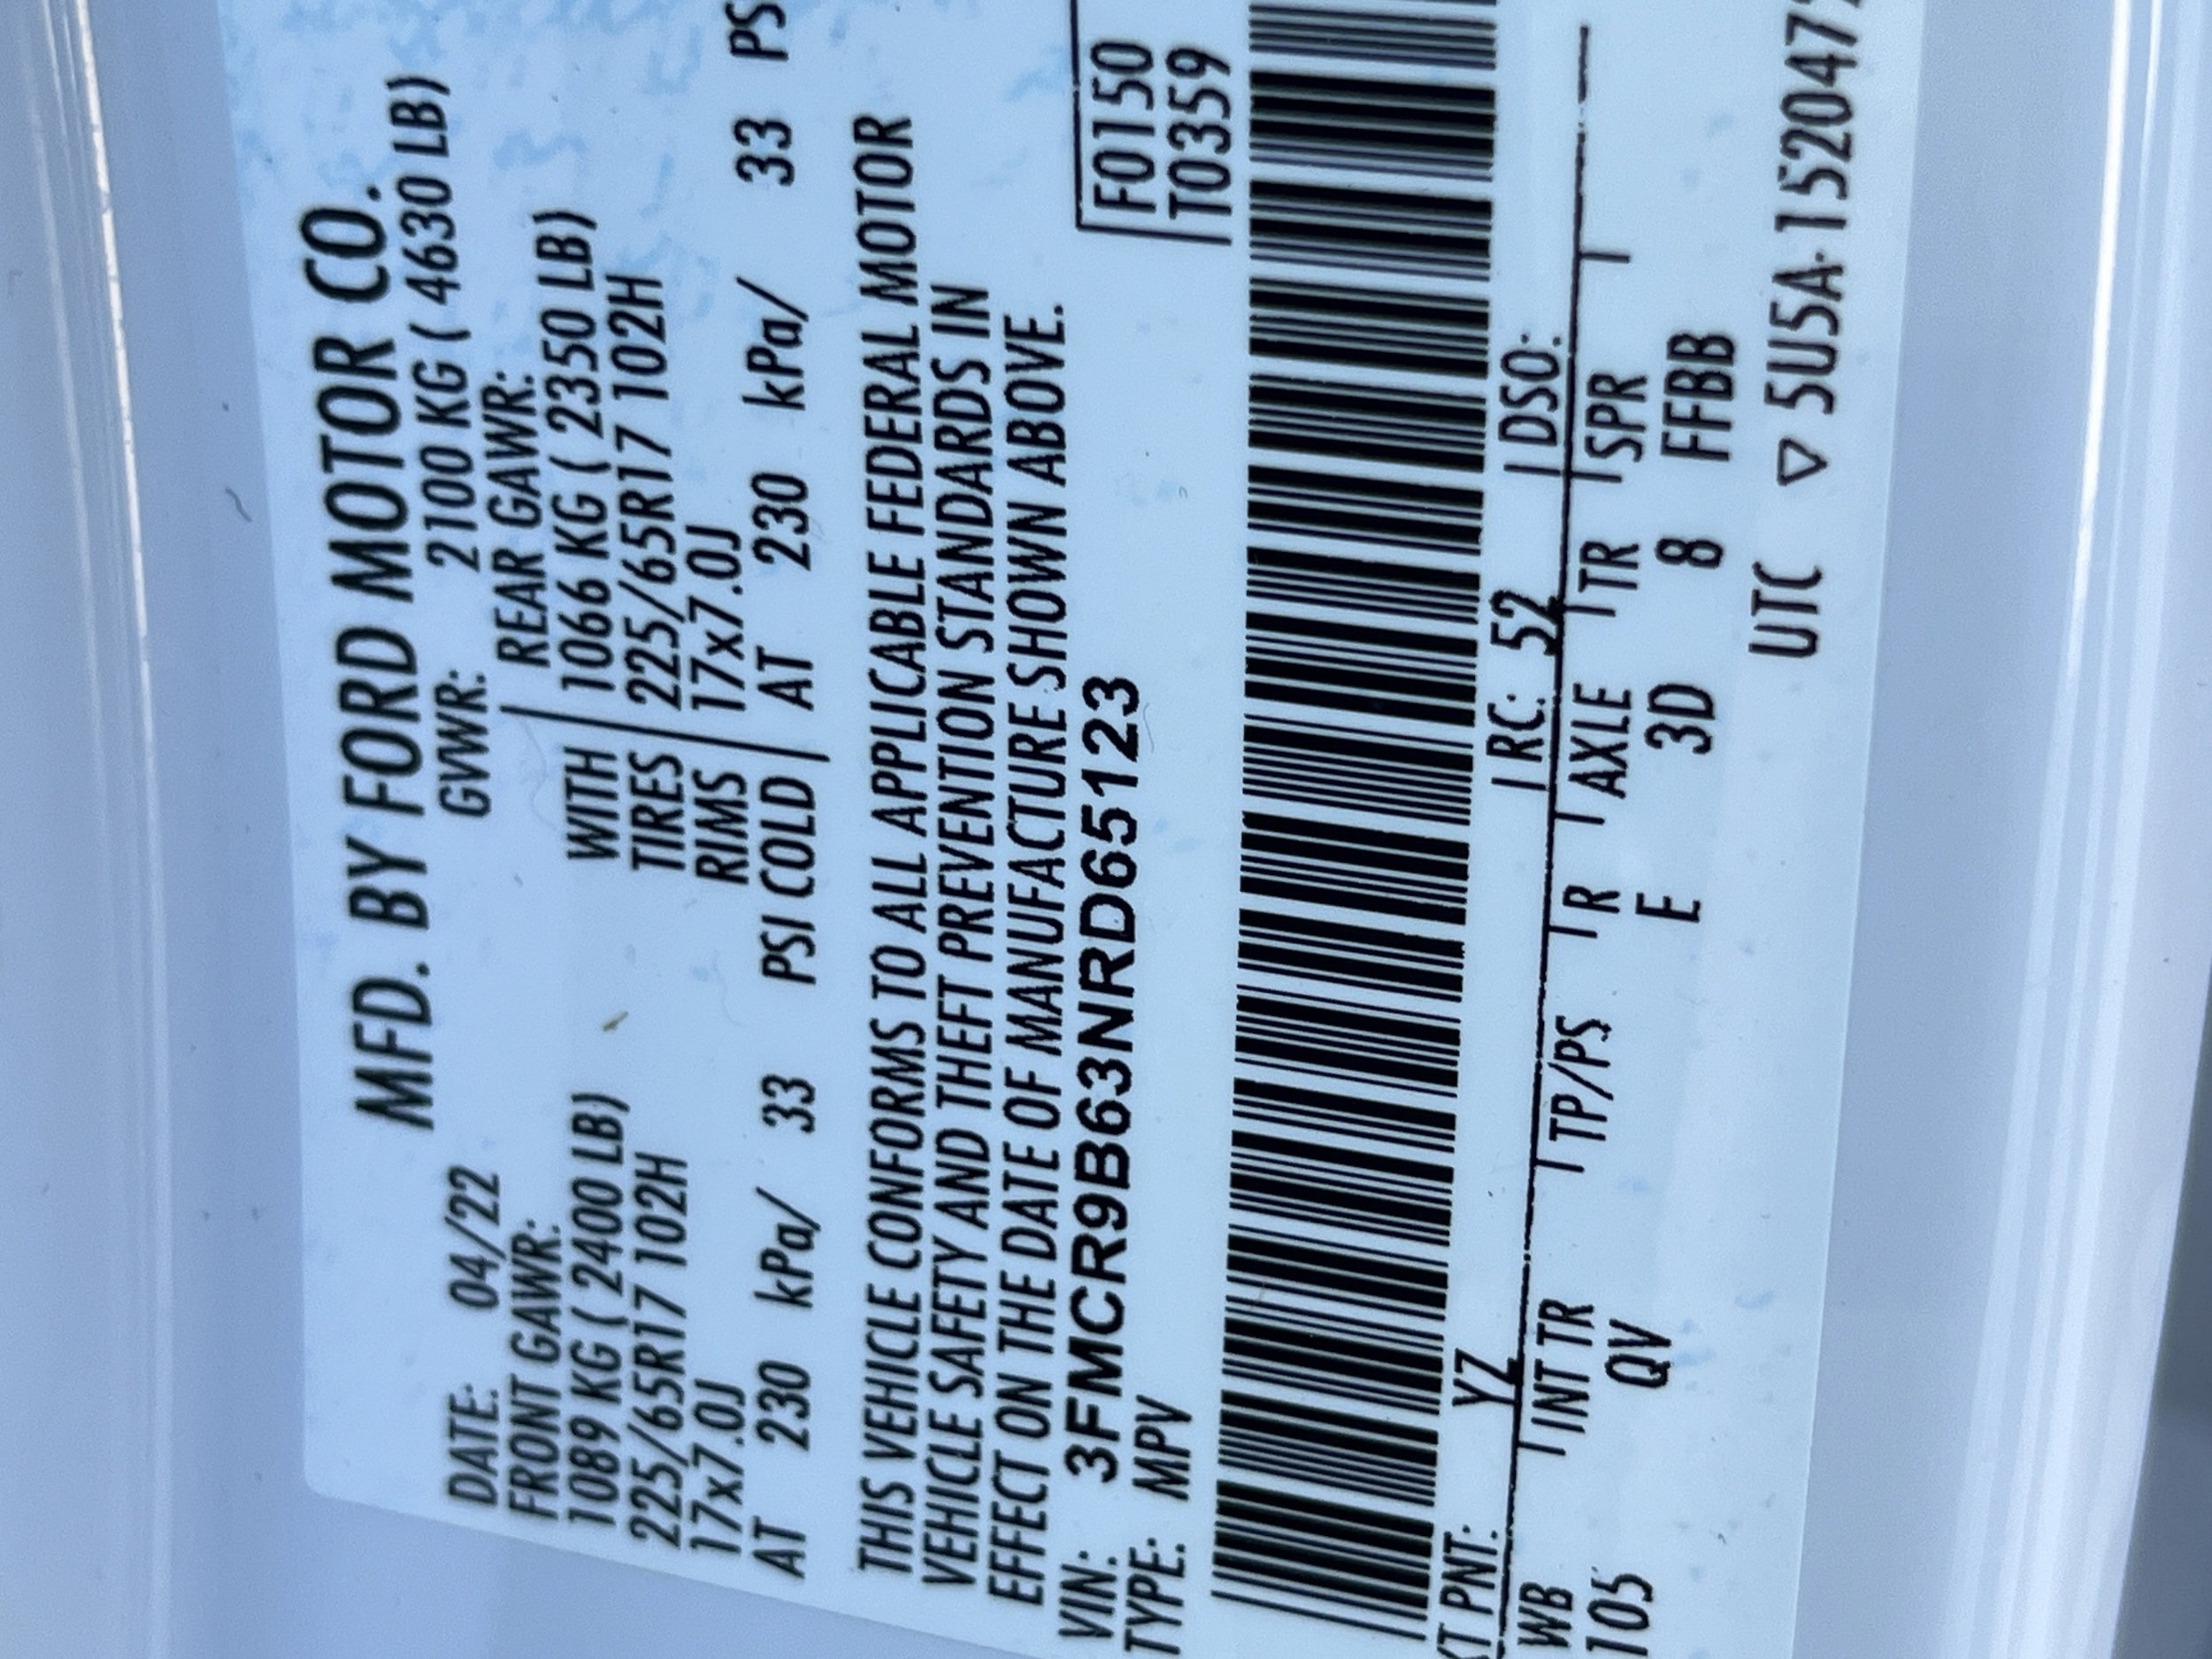 MFD. BY FORD MOTOR CO.
DATE: 04/22 GVWR: 2100 KG ( 4630 LB)
FRONT GAWR: REAR GAWR:
1089 KG ( 2400 LB) WITH 1066 KG ( 2350 LB)
225/65R17 102H TIRES 225/65R17 102H
17x7.0J RIMS 17x7.0J
AT 230 kPa/ 33 PSI COLD AT 230 kPa/ 33 PS
THIS VEHICLE CONFORMS TO ALL APPLICABLE FEDERAL MOTOR
VEHICLE SAFETY AND THEFT PREVENTION STANDARDS IN
EFFECT ON THE DATE OF MANUFACTURE SHOWN ABOVE.
VIN: 3FMCR9B63NRD65123 F0150
TYPE: MPV T0359
XT PNT: YZ RC: 52 DSO:
WB INT TR TP/PS R AXLE TR SPR
105 QV E 3D 8 FFBB
UTC ▽ 5U5A-152047